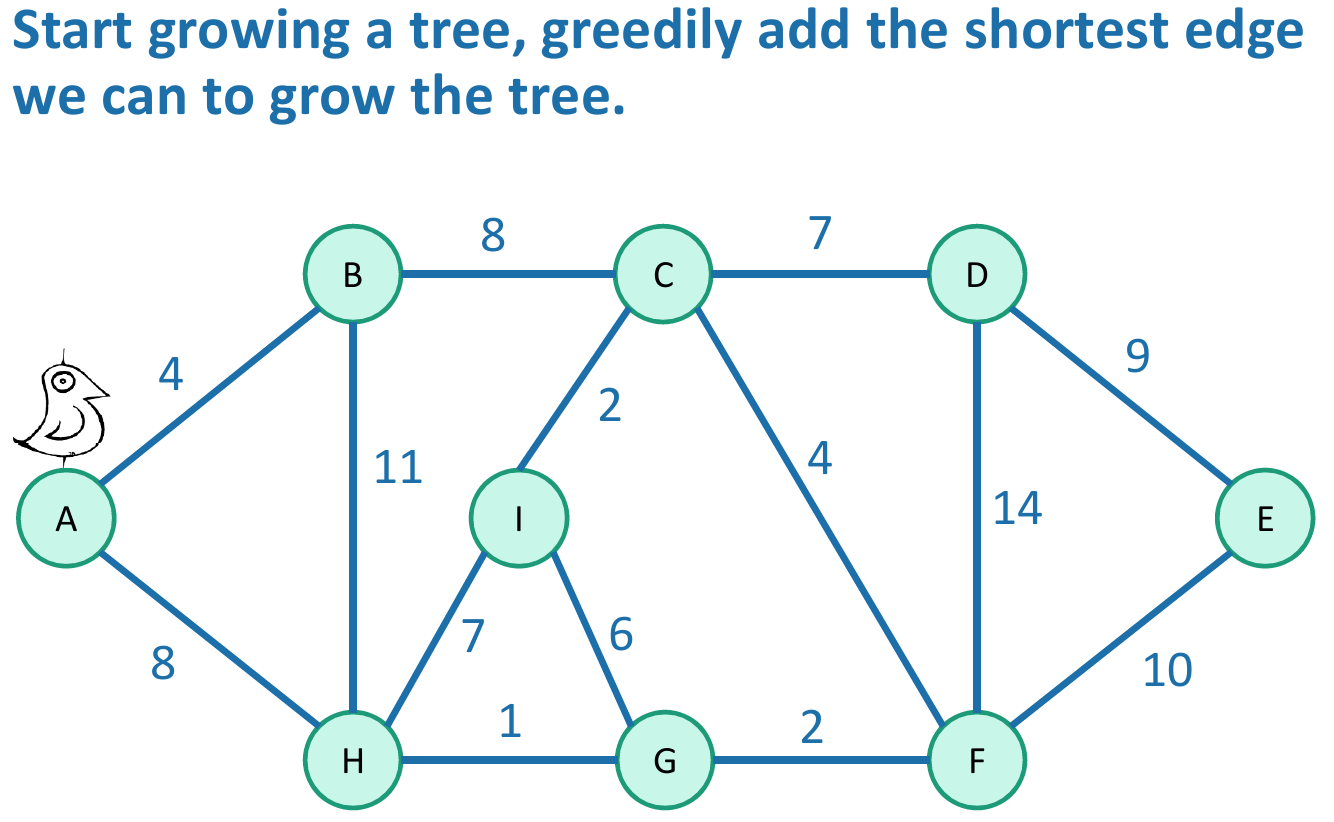 Start growing a tree, greedily add the shortest edge
we can to grow the tree.
8
7
B
C
D
4
9
2
11
4
A
I
14
E
7
6
8
10
1
2
H
G
F